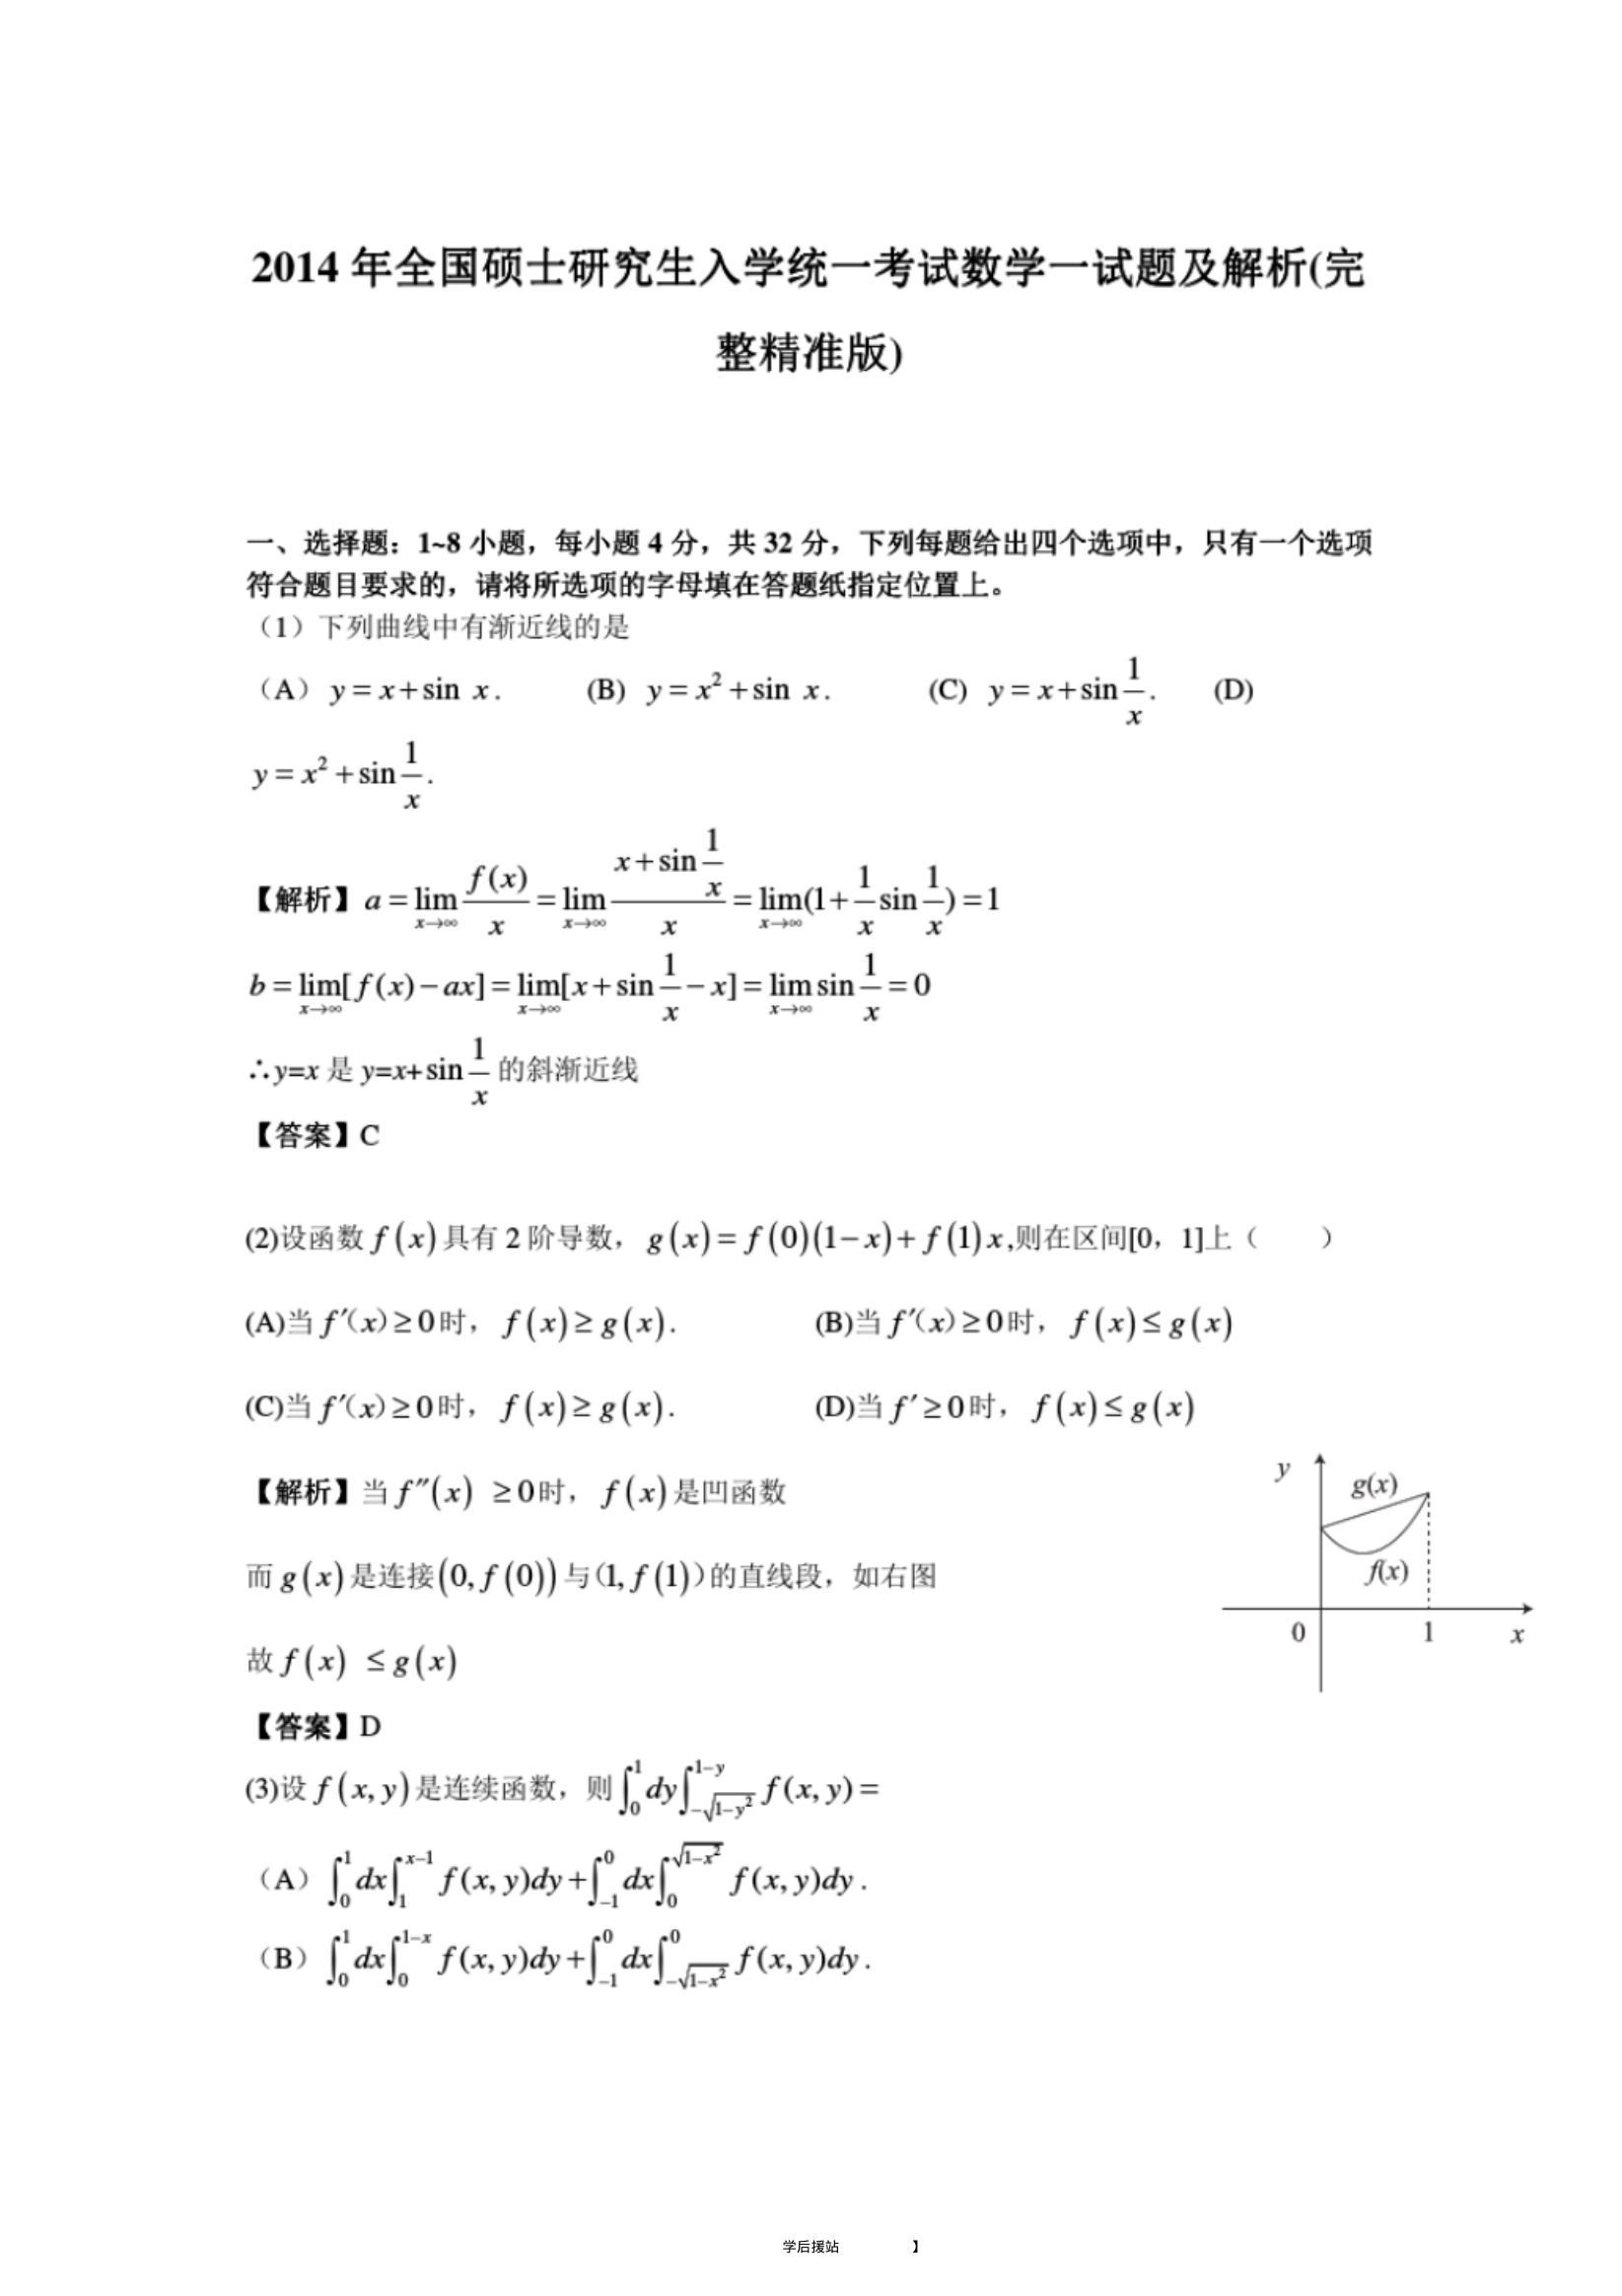 2014 年全国硕士研究生入学统一考试数学一试题及解析(完
整精准版)
一、选择题：1~8 小题，每小题 4 分，共 32 分，下列每题给出四个选项中，只有一个选项
符合题目要求的，请将所选项的字母填在答题纸指定位置上。
（1）下列曲线中有渐近线的是
（A） y = x + sin x .   (B) y = x² + sin x .   (C) y = x + sin 1/x .   (D)
y = x² + sin 1/x .
【解析】 a = lim_{x→∞} f(x)/x = lim_{x→∞} (x + sin 1/x)/x = lim_{x→∞} (1 + 1/x sin 1/x) = 1
b = lim_{x→∞} [f(x) − ax] = lim_{x→∞} [x + sin 1/x − x] = lim_{x→∞} sin 1/x = 0
∴y=x 是 y=x+ sin 1/x 的斜渐近线
【答案】C
(2)设函数 f(x) 具有 2 阶导数， g(x) = f(0)(1−x) + f(1)x ,则在区间[0，1]上（　　）
(A)当 f′(x) ≥ 0 时， f(x) ≥ g(x) .   (B)当 f′(x) ≥ 0 时， f(x) ≤ g(x)
(C)当 f′(x) ≥ 0 时， f(x) ≥ g(x) .   (D)当 f′ ≥ 0 时， f(x) ≤ g(x)
【解析】当 f″(x) ≥ 0 时， f(x) 是凹函数
而 g(x) 是连接 (0, f(0)) 与 (1, f(1)) 的直线段，如右图
故 f(x) ≤ g(x)
y
g(x)
f(x)
0 1 x
【答案】D
(3)设 f(x, y) 是连续函数，则 ∫_0^1 dy ∫_{−√(1−y²)}^{1−y} f(x, y) =
（A） ∫_0^1 dx ∫_1^{x−1} f(x, y)dy + ∫_{−1}^0 dx ∫_0^{√(1−x²)} f(x, y)dy .
（B） ∫_0^1 dx ∫_0^{1−x} f(x, y)dy + ∫_{−1}^0 dx ∫_{−√(1−x²)}^0 f(x, y)dy .
学后援站 】